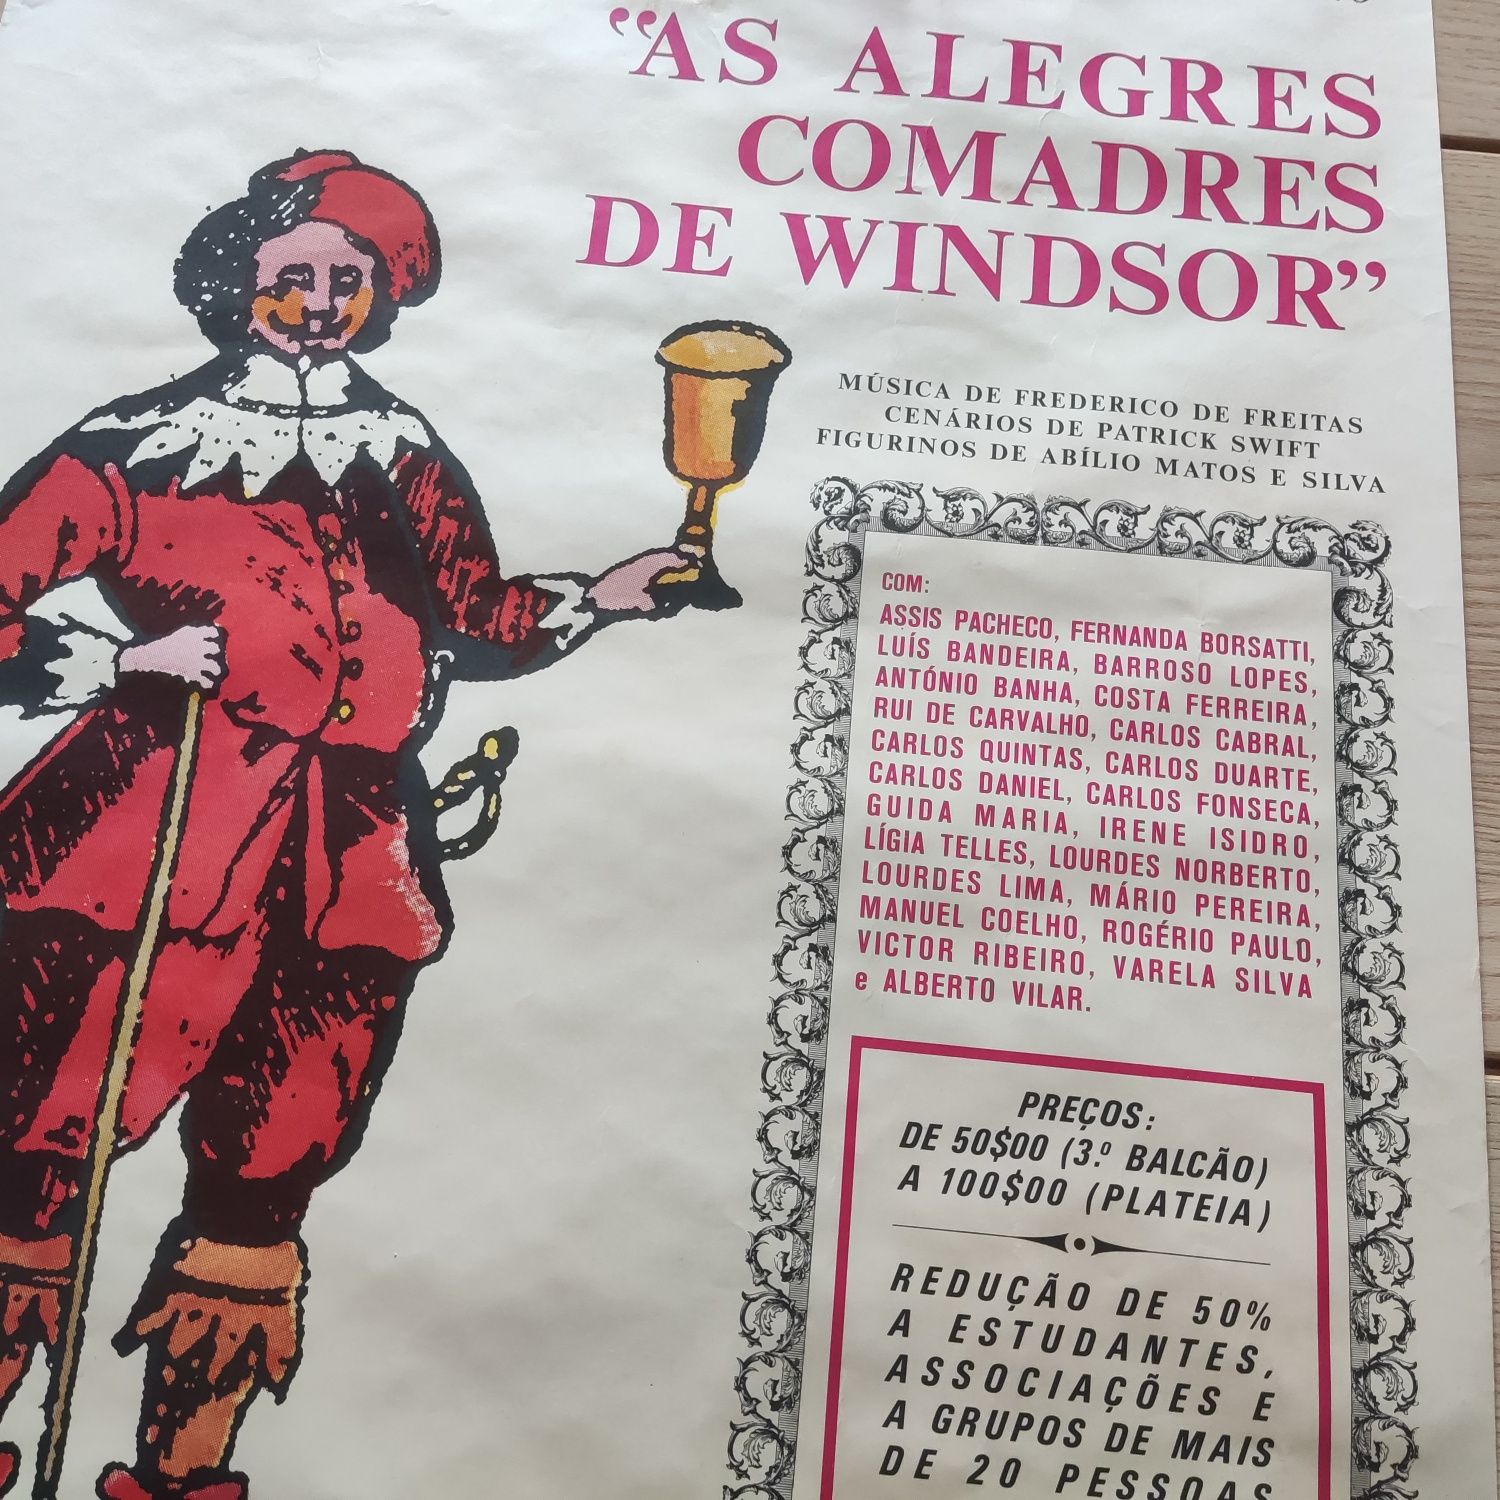 “AS ALEGRES
COMADRES
DE WINDSOR”
MÚSICA DE FREDERICO DE FREITAS
CENÁRIOS DE PATRICK SWIFT
FIGURINOS DE ABÍLIO MATOS E SILVA
COM:
ASSIS PACHECO, FERNANDA BORSATTI,
LUÍS BANDEIRA, BARROSO LOPES,
ANTÓNIO BANHA, COSTA FERREIRA,
RUI DE CARVALHO, CARLOS CABRAL,
CARLOS QUINTAS, CARLOS DUARTE,
CARLOS DANIEL, CARLOS FONSECA,
GUIDA MARIA, IRENE ISIDRO,
LÍGIA TELLES, LOURDES NORBERTO,
LOURDES LIMA, MÁRIO PEREIRA,
MANUEL COELHO, ROGÉRIO PAULO,
VICTOR RIBEIRO, VARELA SILVA
e ALBERTO VILAR.
PREÇOS:
DE 50$00 (3.º BALCÃO)
A 100$00 (PLATEIA)
REDUÇÃO DE 50%
A ESTUDANTES,
ASSOCIAÇÕES E
A GRUPOS DE MAIS
DE 20 PESSOAS